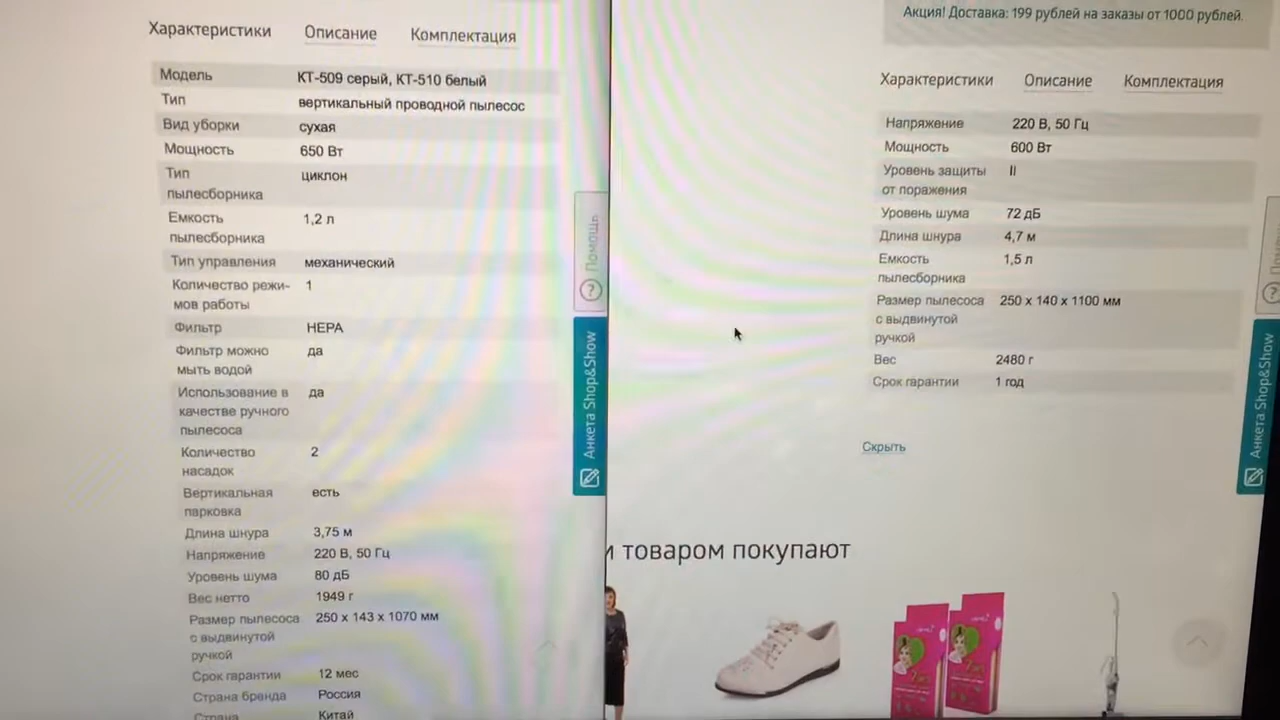 Характеристики Описание Комплектация
Модель КТ-509 серый, КТ-510 белый
Тип вертикальный проводной пылесос
Вид уборки сухая
Мощность 650 Вт
Тип циклон
пылесборника
Емкость 1,2 л
пылесборника
Тип управления механический
Количество режи- 1
мов работы
Фильтр HEPA
Фильтр можно да
мыть водой
Использование в да
качестве ручного
пылесоса
Количество 2
насадок
Вертикальная есть
парковка
Длина шнура 3,75 м
Напряжение 220 В, 50 Гц
Уровень шума 80 дБ
Вес нетто 1949 г
Размер пылесоса 250 x 143 x 1070 мм
с выдвинутой
ручкой
Срок гарантии 12 мес
Страна бренда Россия
Страна Китай
Помощь
Анкета Shop&Show
Акция! Доставка: 199 рублей на заказы от 1000 рублей.
Характеристики Описание Комплектация
Напряжение 220 В, 50 Гц
Мощность 600 Вт
Уровень защиты II
от поражения
Уровень шума 72 дБ
Длина шнура 4,7 м
Емкость 1,5 л
пылесборника
Размер пылесоса 250 x 140 x 1100 мм
с выдвинутой
ручкой
Вес 2480 г
Срок гарантии 1 год
Скрыть
и товаром покупают
Анкета Shop&Show